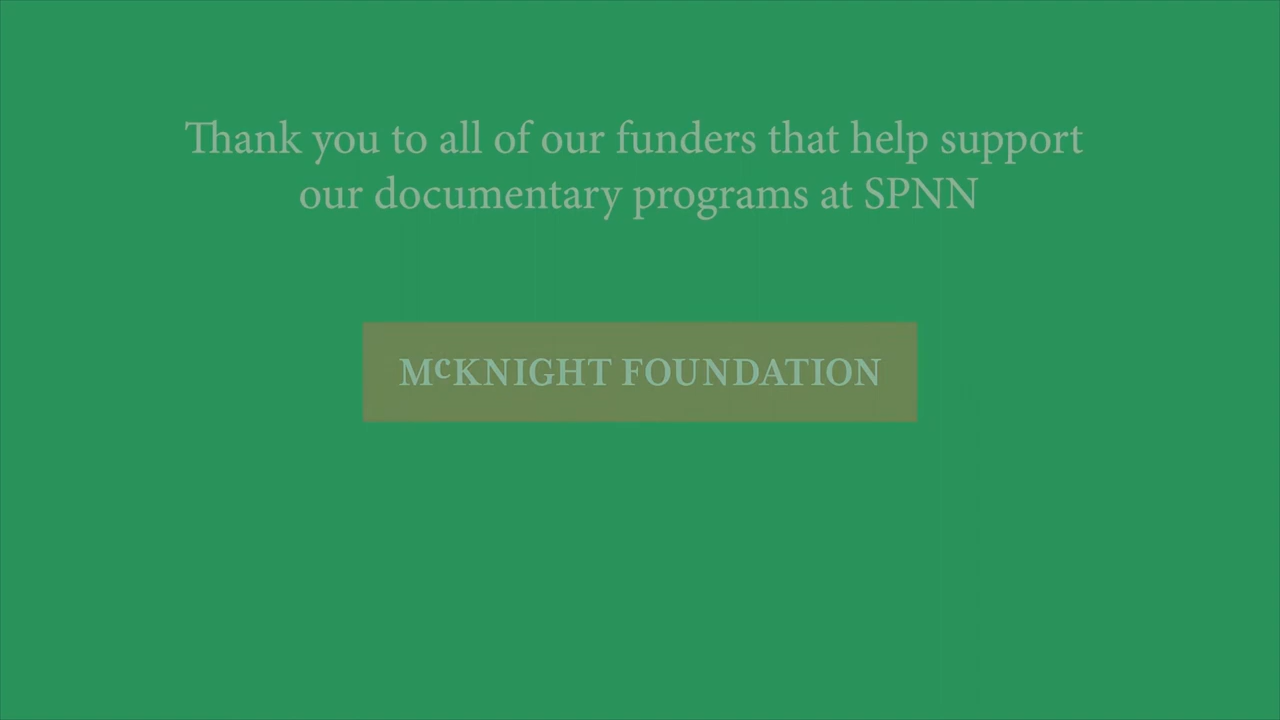 Thank you to all of our funders that help support
our documentary programs at SPNN
McKNIGHT FOUNDATION